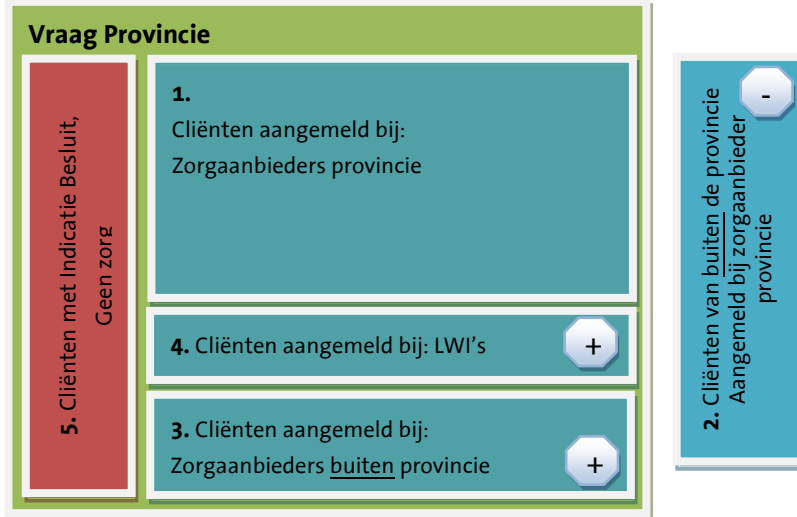 Vraag Provincie
5. Cliënten met Indicatie Besluit,
Geen zorg
1.
Cliënten aangemeld bij:
Zorgaanbieders provincie
4. Cliënten aangemeld bij: LWI's
+
3. Cliënten aangemeld bij:
Zorgaanbieders buiten provincie
+
2. Cliënten van buiten de provincie
Aangemeld bij zorgaanbieder
provincie
-